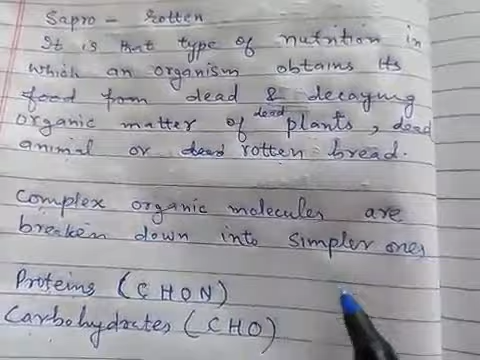 Sapro - rotten
It is that type of nutrition in
which an organism obtains its
food from dead & decaying
organic matter of dead plants, dead
animal or dead rotten bread.
Complex organic molecules are
breaken down into simpler ones
Proteins (CHON)
Carbohydrates (CHO)